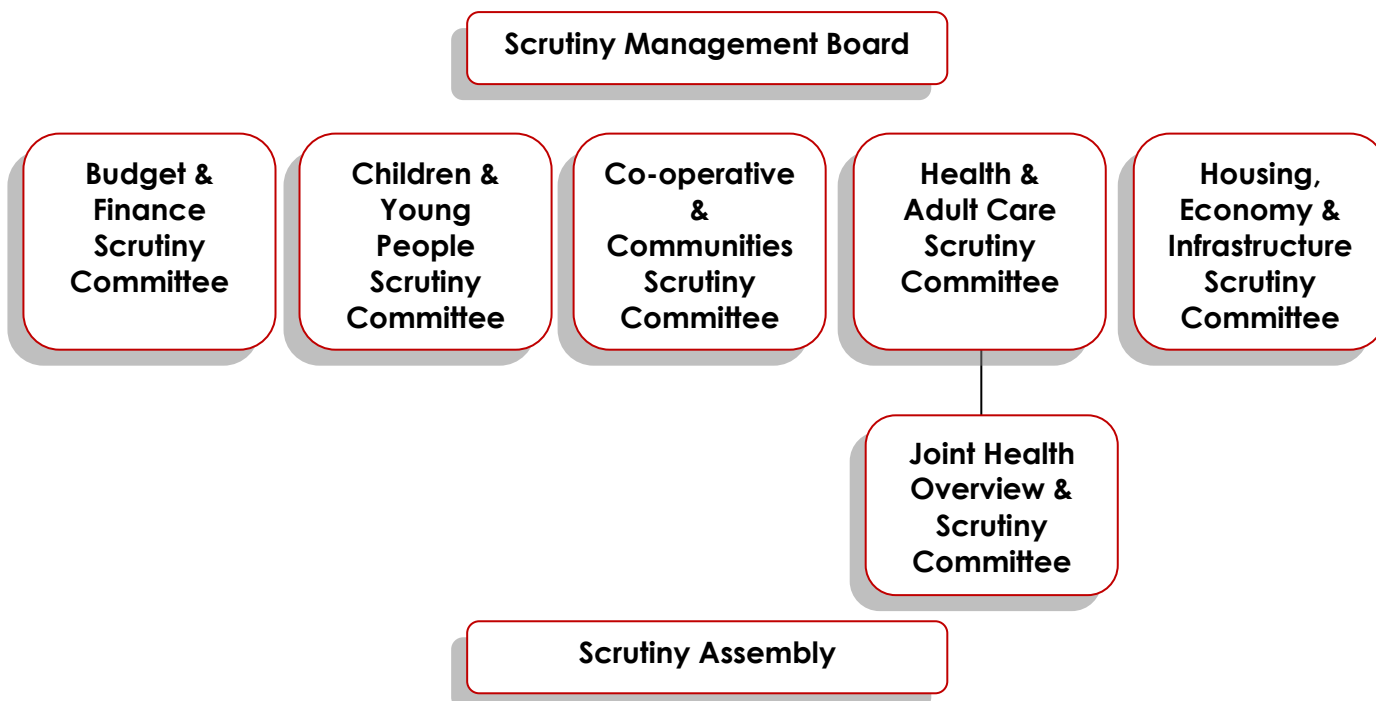 Scrutiny Management Board
Budget &
Finance
Scrutiny
Committee
Children &
Young
People
Scrutiny
Committee
Co-operative
&
Communities
Scrutiny
Committee
Health &
Adult Care
Scrutiny
Committee
Housing,
Economy &
Infrastructure
Scrutiny
Committee
Joint Health
Overview &
Scrutiny
Committee
Scrutiny Assembly